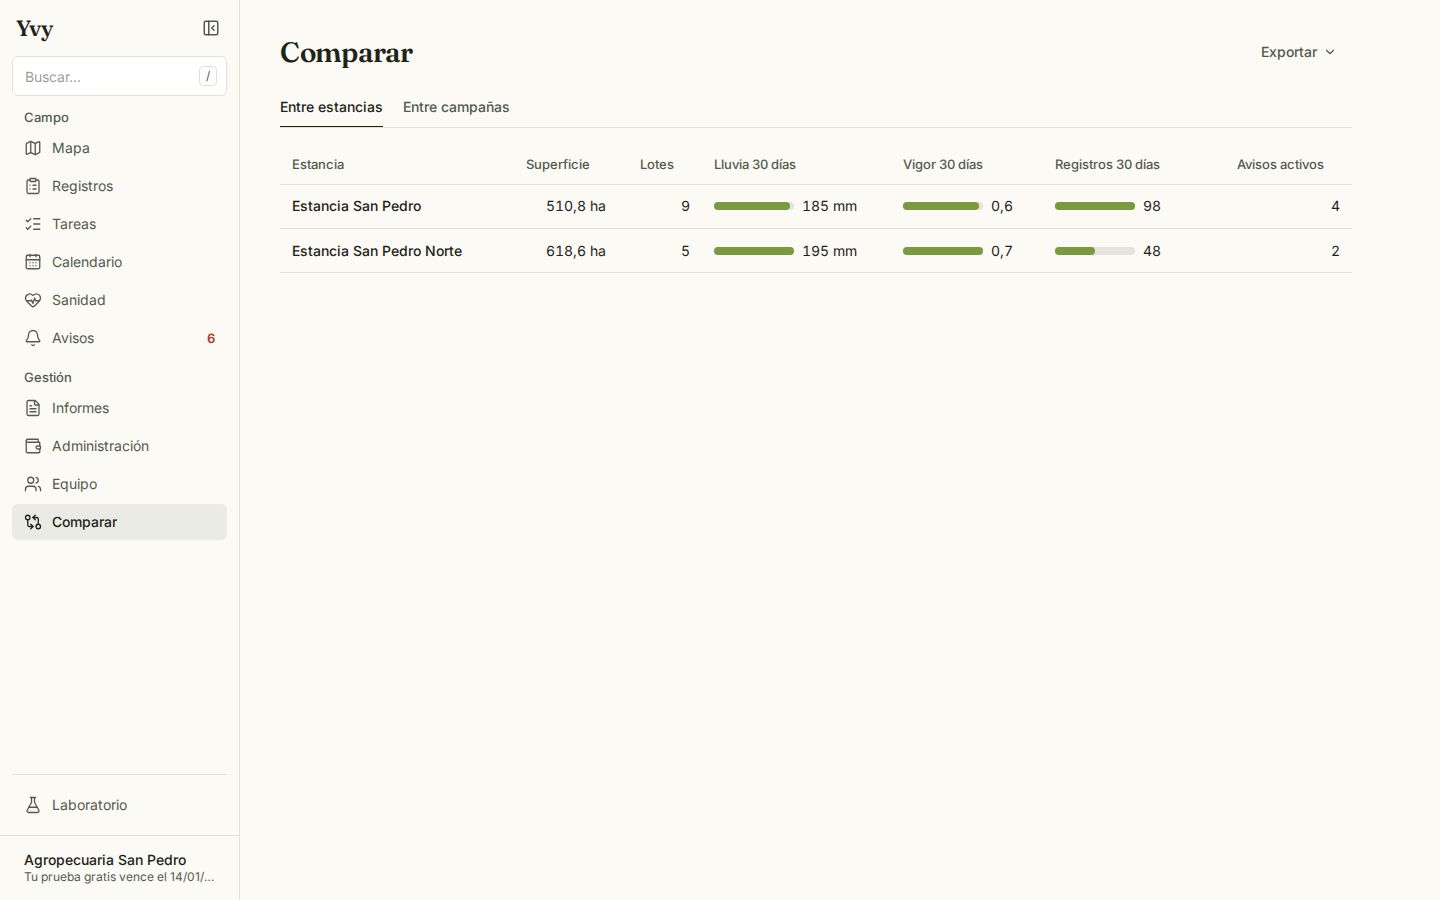 Yvy
Buscar...
/
Campo
Mapa
Registros
Tareas
Calendario
Sanidad
Avisos 6
Gestión
Informes
Administración
Equipo
Comparar
Laboratorio
Agropecuaria San Pedro
Tu prueba gratis vence el 14/01/...
Comparar
Exportar
Entre estancias Entre campañas
Estancia Superficie Lotes Lluvia 30 días Vigor 30 días Registros 30 días Avisos activos
Estancia San Pedro 510,8 ha 9 185 mm 0,6 98 4
Estancia San Pedro Norte 618,6 ha 5 195 mm 0,7 48 2